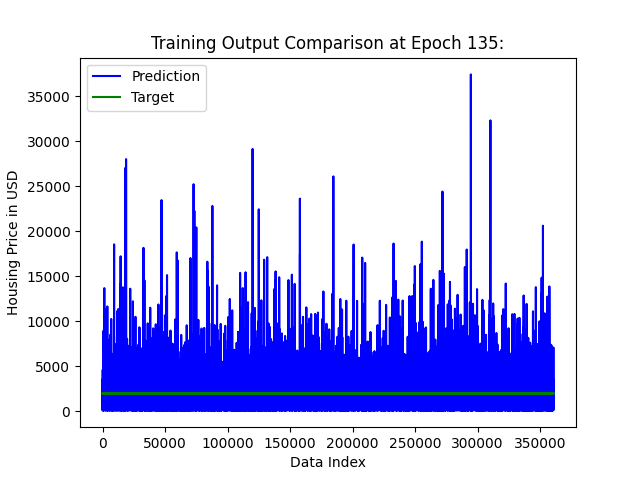 Training Output Comparison at Epoch 135:
Prediction
Target
Housing Price in USD
35000
30000
25000
20000
15000
10000
5000
0
0 50000 100000 150000 200000 250000 300000 350000
Data Index